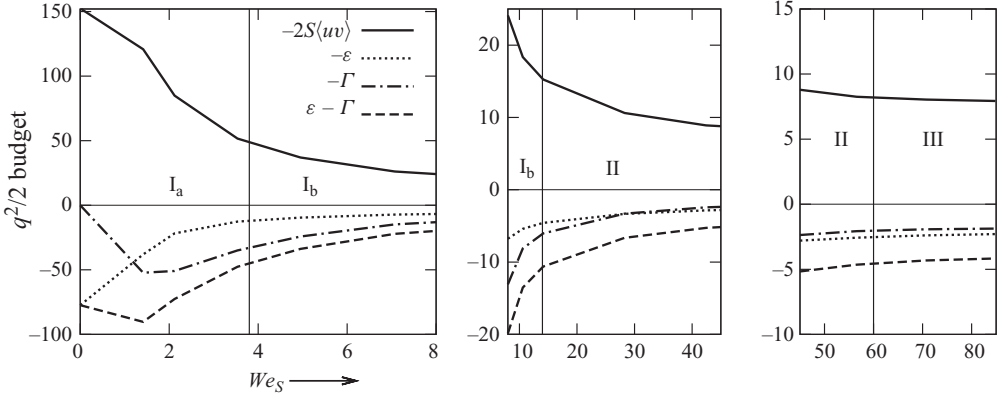 150
100
50
0
–50
–100
q²/2 budget
–2S⟨uv⟩
–ε
–Γ
ε – Γ
Iₐ
I_b
0 2 4 6 8
We_S
20
10
0
–10
–20
I_b II
10 20 30 40
15
10
5
0
–5
–10
II III
45 50 60 70 80